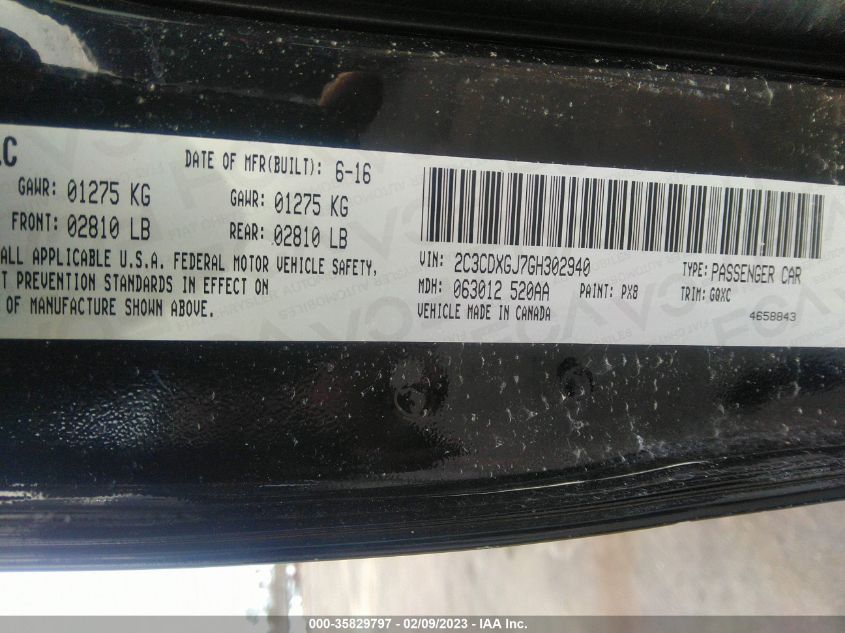 LC
DATE OF MFR(BUILT): 6-16
GAWR: 01275 KG GAWR: 01275 KG
FRONT: 02810 LB REAR: 02810 LB
ALL APPLICABLE U.S.A. FEDERAL MOTOR VEHICLE SAFETY,
T PREVENTION STANDARDS IN EFFECT ON
OF MANUFACTURE SHOWN ABOVE.
VIN: 2C3CDXGJ7GH302940 TYPE: PASSENGER CAR
MDH: 063012 520AA PAINT: PX8 TRIM: GQXC
VEHICLE MADE IN CANADA 4658843
000-35829797 - 02/09/2023 - IAA Inc.